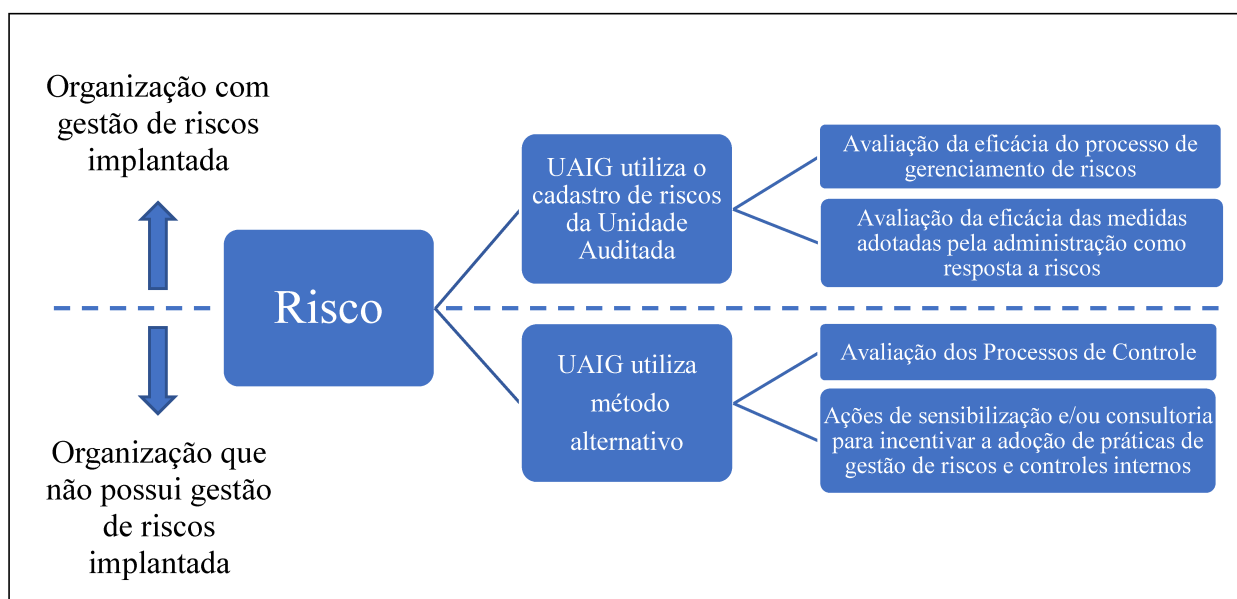 Organização com
gestão de riscos
implantada
Organização que
não possui gestão
de riscos
implantada
Risco
UAIG utiliza o
cadastro de riscos
da Unidade
Auditada
Avaliação da eficácia do processo de
gerenciamento de riscos
Avaliação da eficácia das medidas
adotadas pela administração como
resposta a riscos
UAIG utiliza
método
alternativo
Avaliação dos Processos de Controle
Ações de sensibilização e/ou consultoria
para incentivar a adoção de práticas de
gestão de riscos e controles internos